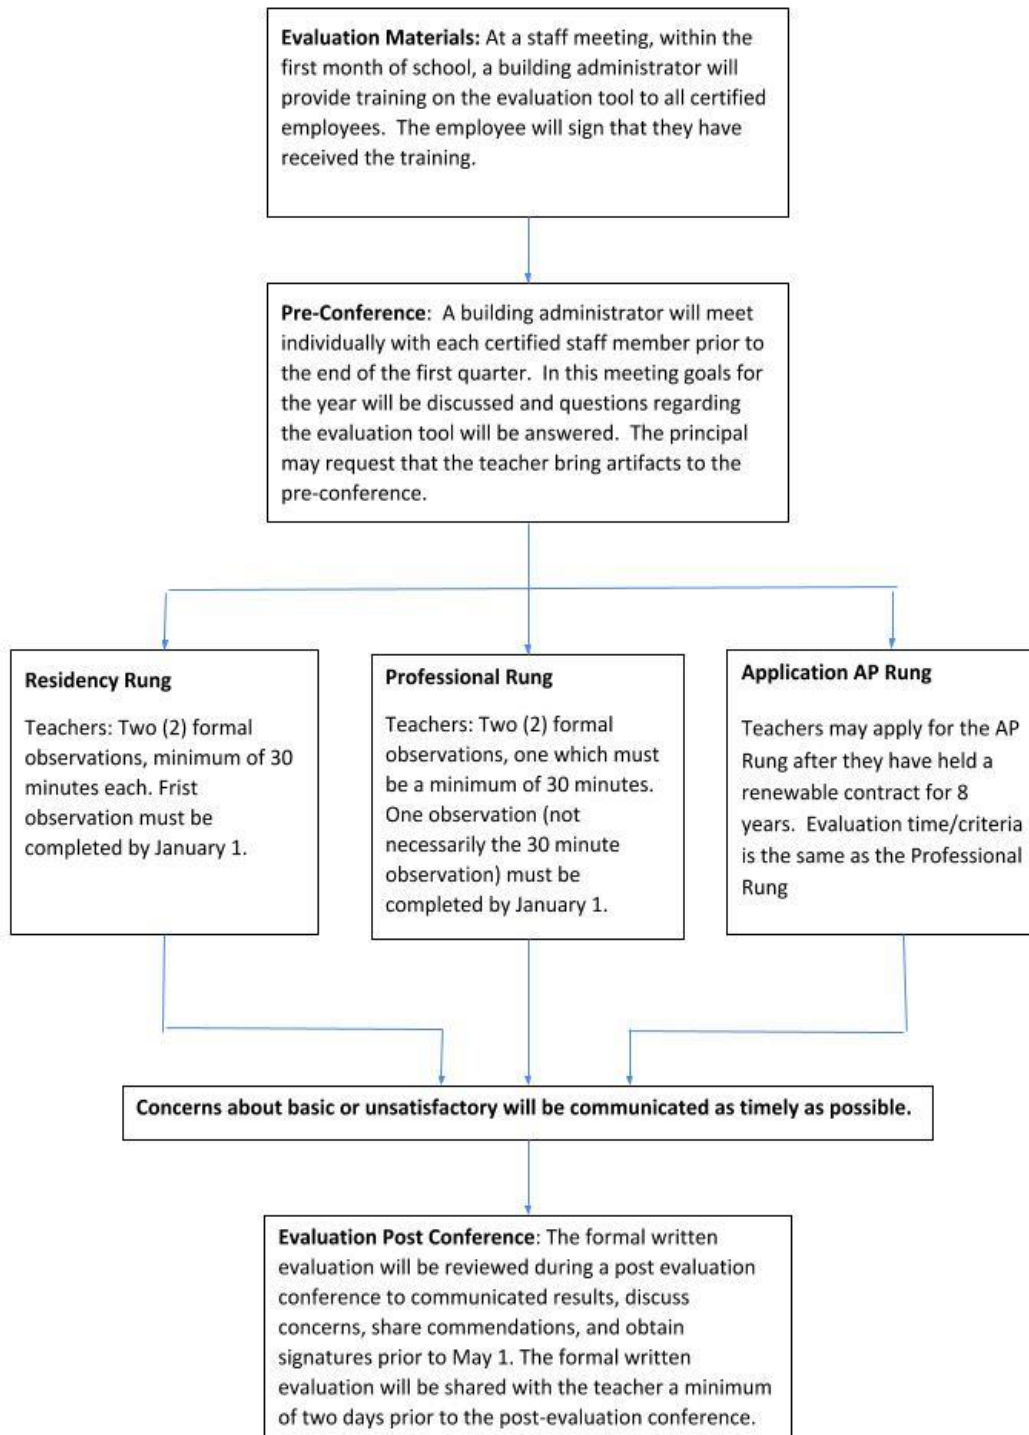 Evaluation Materials: At a staff meeting, within the
first month of school, a building administrator will
provide training on the evaluation tool to all certified
employees.  The employee will sign that they have
received the training.
Pre-Conference:  A building administrator will meet
individually with each certified staff member prior to
the end of the first quarter.  In this meeting goals for
the year will be discussed and questions regarding
the evaluation tool will be answered.  The principal
may request that the teacher bring artifacts to the
pre-conference.
Residency Rung
Teachers: Two (2) formal
observations, minimum of 30
minutes each. Frist
observation must be
completed by January 1.
Professional Rung
Teachers: Two (2) formal
observations, one which must
be a minimum of 30 minutes.
One observation (not
necessarily the 30 minute
observation) must be
completed by January 1.
Application AP Rung
Teachers may apply for the AP
Rung after they have held a
renewable contract for 8
years.  Evaluation time/criteria
is the same as the Professional
Rung
Concerns about basic or unsatisfactory will be communicated as timely as possible.
Evaluation Post Conference: The formal written
evaluation will be reviewed during a post evaluation
conference to communicated results, discuss
concerns, share commendations, and obtain
signatures prior to May 1. The formal written
evaluation will be shared with the teacher a minimum
of two days prior to the post-evaluation conference.